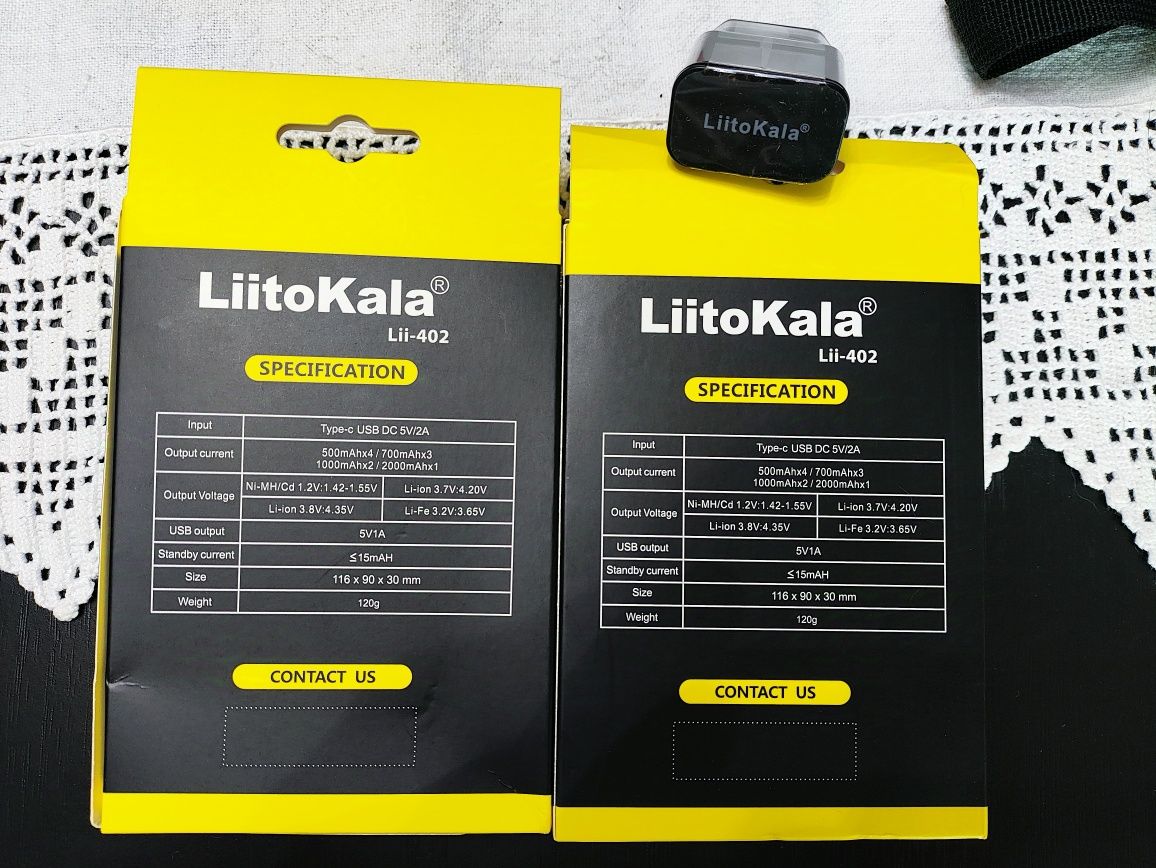 LiitoKala®
Lii-402
SPECIFICATION
Input Type-c USB DC 5V/2A
Output current 500mAhx4 / 700mAhx3
1000mAhx2 / 2000mAhx1
Output Voltage Ni-MH/Cd 1.2V:1.42-1.55V Li-ion 3.7V:4.20V
Li-ion 3.8V:4.35V Li-Fe 3.2V:3.65V
USB output 5V1A
Standby current ≤15mAH
Size 116 x 90 x 30 mm
Weight 120g
CONTACT US
LiitoKala®
LiitoKala®
Lii-402
SPECIFICATION
Input Type-c USB DC 5V/2A
Output current 500mAhx4 / 700mAhx3
1000mAhx2 / 2000mAhx1
Output Voltage Ni-MH/Cd 1.2V:1.42-1.55V Li-ion 3.7V:4.20V
Li-ion 3.8V:4.35V Li-Fe 3.2V:3.65V
USB output 5V1A
Standby current ≤15mAH
Size 116 x 90 x 30 mm
Weight 120g
CONTACT US